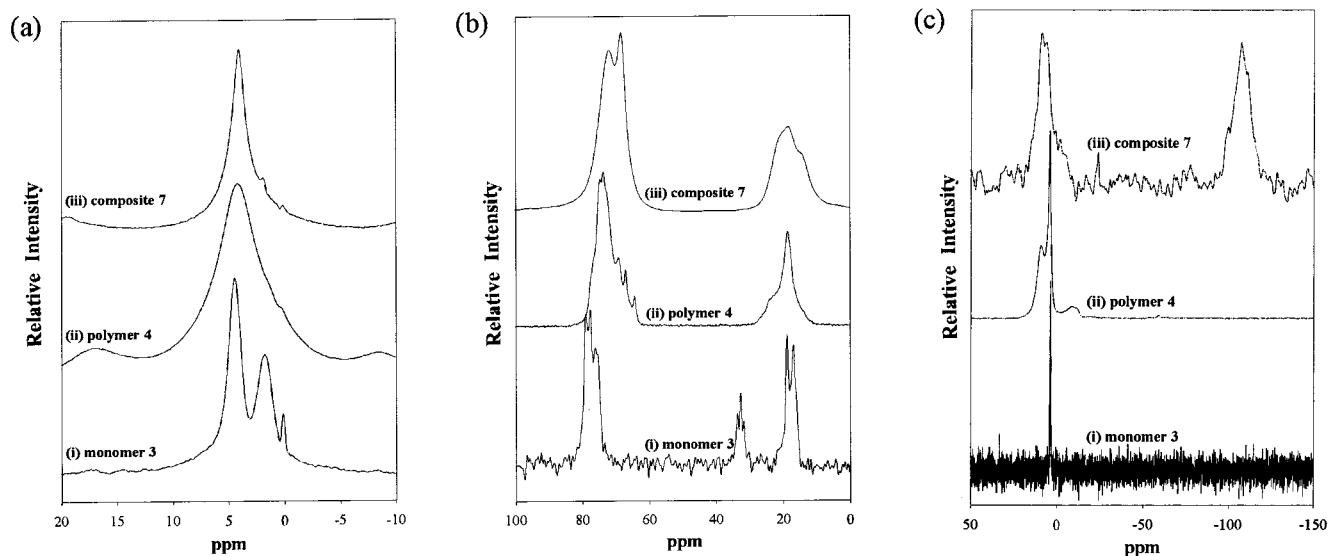 (a)
Relative Intensity
(iii) composite 7
(ii) polymer 4
(i) monomer 3
20 15 10 5 0 -5 -10
ppm
(b)
Relative Intensity
(iii) composite 7
(ii) polymer 4
(i) monomer 3
100 80 60 40 20 0
ppm
(c)
Relative Intensity
(iii) composite 7
(ii) polymer 4
(i) monomer 3
50 0 -50 -100 -150
ppm